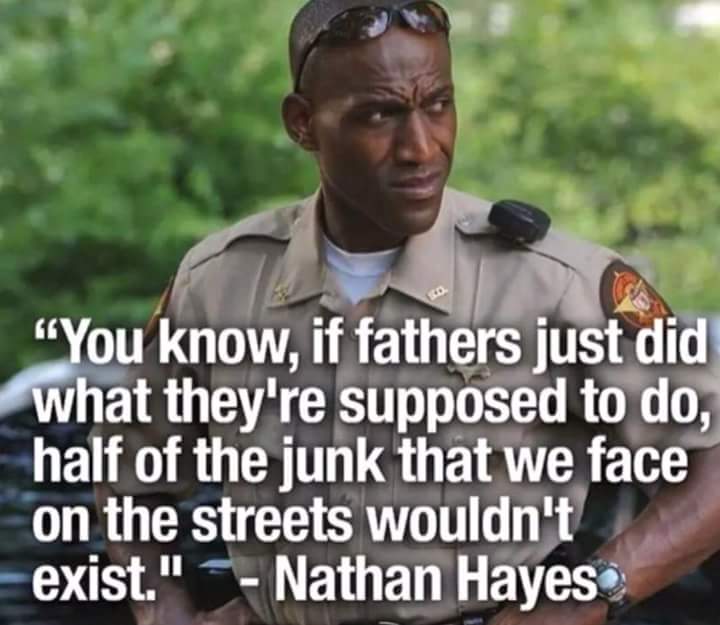 “You know, if fathers just did
what they're supposed to do,
half of the junk that we face
on the streets wouldn't
exist." - Nathan Hayes